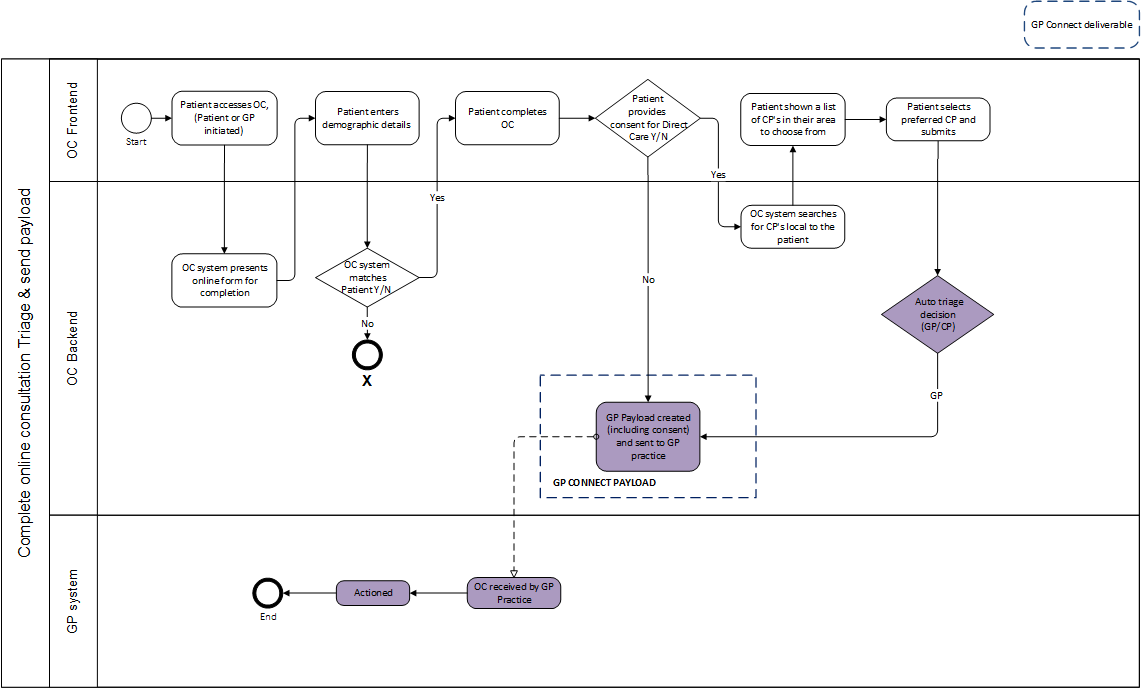 GP Connect deliverable
Complete online consultation Triage & send payload
OC Frontend
Start
Patient accesses OC,
(Patient or GP
initiated)
Patient enters
demographic details
Patient completes
OC
Patient
provides
consent for Direct
Care Y/N
Patient shown a list
of CP's in their area
to choose from
Patient selects
preferred CP and
submits
Yes
Yes
OC Backend
OC system presents
online form for
completion
OC system
matches
Patient Y/N
No
X
No
OC system searches
for CP's local to the
patient
Auto triage
decision
(GP/CP)
GP
GP Payload created
(including consent)
and sent to GP
practice
GP CONNECT PAYLOAD
GP system
End
Actioned
OC received by GP
Practice